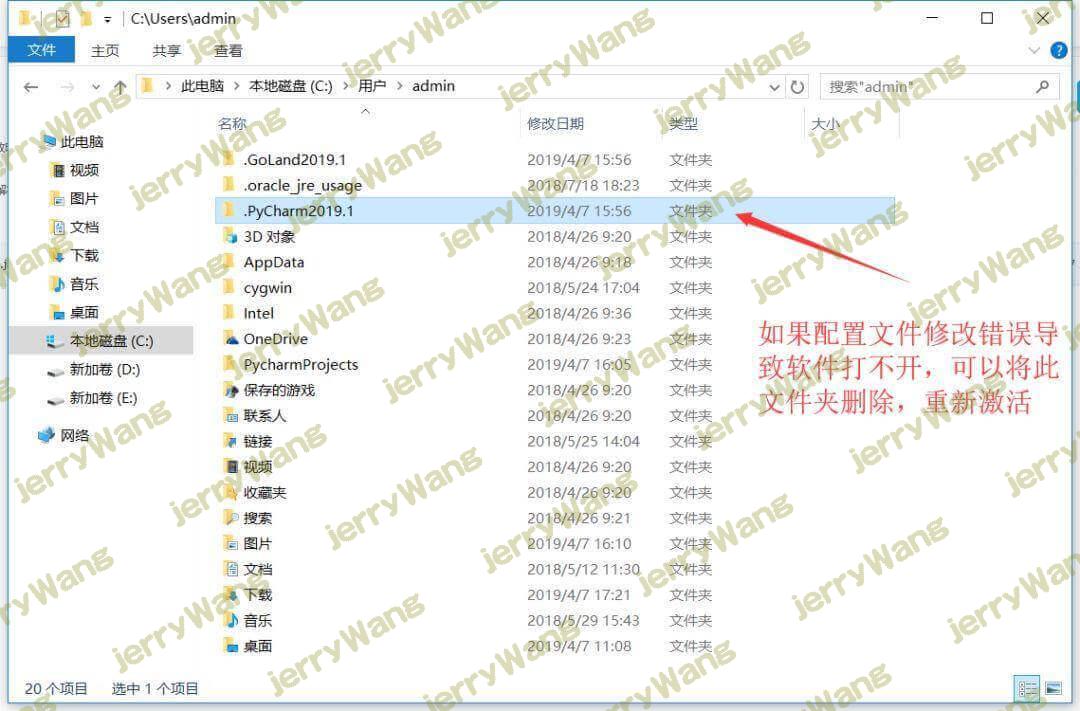 C:\Users\admin
文件 主页 共享 查看
此电脑 本地磁盘 (C:) 用户 admin
搜索"admin"
名称 修改日期 类型 大小
此电脑
视频
图片
文档
下载
音乐
桌面
本地磁盘 (C:)
新加卷 (D:)
新加卷 (E:)
网络
.GoLand2019.1 2019/4/7 15:56 文件夹
.oracle_jre_usage 2018/7/18 18:23 文件夹
.PyCharm2019.1 2019/4/7 15:56 文件夹
3D 对象 2018/4/26 9:20 文件夹
AppData 2018/4/26 9:18 文件夹
cygwin 2018/5/24 17:04 文件夹
Intel 2018/4/26 9:36 文件夹
OneDrive 2018/4/26 9:23 文件夹
PycharmProjects 2019/4/7 16:05 文件夹
保存的游戏 2018/4/26 9:20 文件夹
联系人 2018/4/26 9:20 文件夹
链接 2018/5/25 14:04 文件夹
视频 2018/4/26 9:20 文件夹
收藏夹 2018/4/26 9:20 文件夹
搜索 2018/4/26 9:21 文件夹
图片 2019/4/7 16:10 文件夹
文档 2018/5/12 11:30 文件夹
下载 2019/4/7 17:21 文件夹
音乐 2018/5/29 15:43 文件夹
桌面 2019/4/7 11:08 文件夹
如果配置文件修改错误导
致软件打不开，可以将此
文件夹删除，重新激活
20 个项目 选中 1 个项目
jerryWang